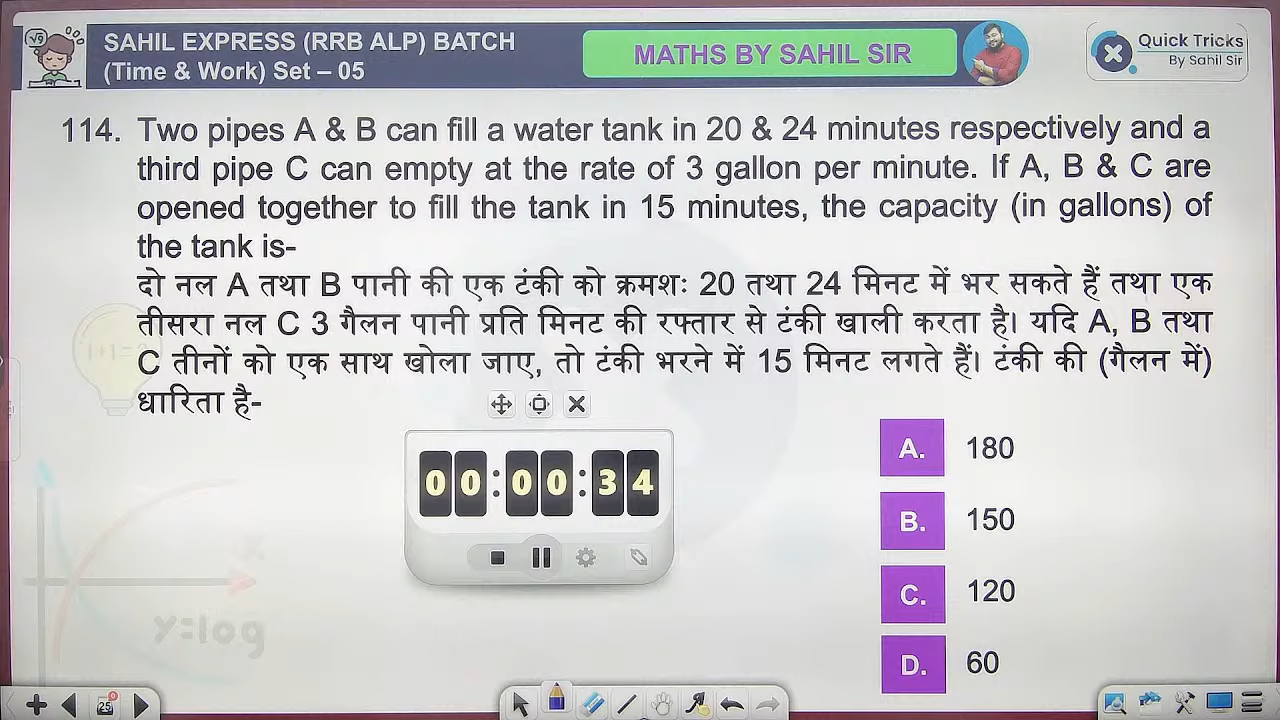 SAHIL EXPRESS (RRB ALP) BATCH
(Time & Work) Set – 05
MATHS BY SAHIL SIR
Quick Tricks
By Sahil Sir
114. Two pipes A & B can fill a water tank in 20 & 24 minutes respectively and a
third pipe C can empty at the rate of 3 gallon per minute. If A, B & C are
opened together to fill the tank in 15 minutes, the capacity (in gallons) of
the tank is-
दो नल A तथा B पानी की एक टंकी को क्रमशः 20 तथा 24 मिनट में भर सकते हैं तथा एक
तीसरा नल C 3 गैलन पानी प्रति मिनट की रफ्तार से टंकी खाली करता है। यदि A, B तथा
C तीनों को एक साथ खोला जाए, तो टंकी भरने में 15 मिनट लगते हैं। टंकी की (गैलन में)
धारिता है-
1+1=2
00:00:34
A. 180
B. 150
C. 120
D. 60
y=log
25